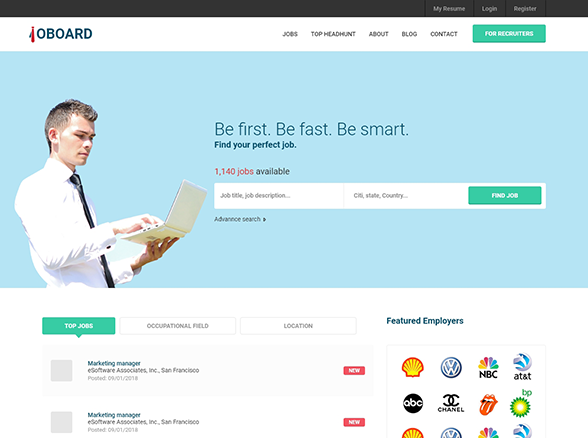 My Resume Login Register
JOBOARD JOBS TOP HEADHUNT ABOUT BLOG CONTACT FOR RECRUITERS
Be first. Be fast. Be smart.
Find your perfect job.
1,140 jobs available
Job title, job description... Citi, state, Country... FIND JOB
Advannce search
TOP JOBS OCCUPATIONAL FIELD LOCATION
Featured Employers
Marketing manager
eSoftware Associates, Inc., San Francisco
Posted: 09/01/2018
NEW
NBC
at&t
abc
CHANEL
bp
Marketing manager
eSoftware Associates, Inc., San Francisco
Posted: 09/01/2018
NEW